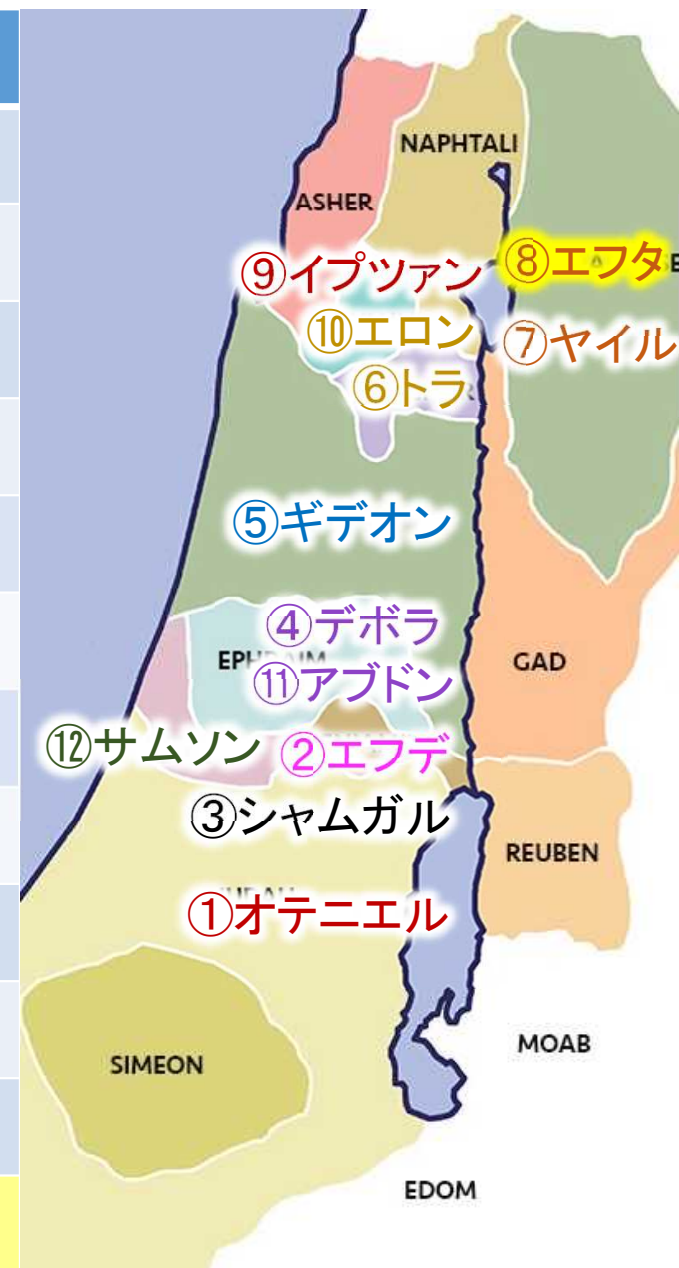 NAPHTALI
ASHER
⑧エフタ
⑨イプツァン
⑩エロン
⑦ヤイル
⑥トラ
⑤ギデオン
④デボラ
EPHRAIM
GAD
⑪アブドン
⑫サムソン
②エフデ
③シャムガル
REUBEN
①オテニエル
MOAB
SIMEON
EDOM